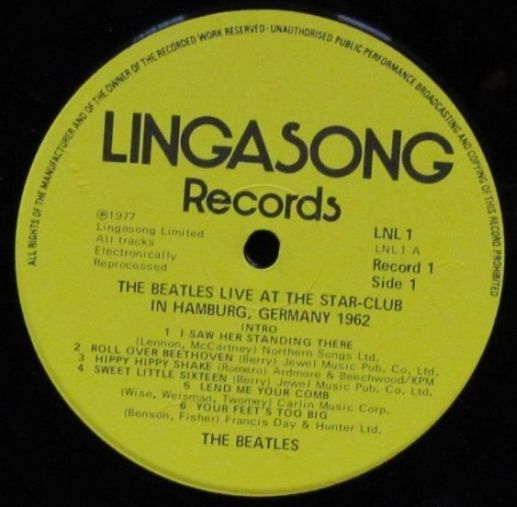 ALL RIGHTS OF THE MANUFACTURER AND OF THE OWNER OF THE RECORDED WORK RESERVED · UNAUTHORISED PUBLIC PERFORMANCE BROADCASTING AND COPYING OF THIS RECORD PROHIBITED
LINGASONG
Records
℗1977
Lingasong Limited
All tracks
Electronically
Reprocessed
LNL 1
LNL 1 A
Record 1
Side 1
THE BEATLES LIVE AT THE STAR-CLUB
IN HAMBURG, GERMANY 1962
INTRO
1 I SAW HER STANDING THERE
(Lennon, McCartney) Northern Songs Ltd.
2 ROLL OVER BEETHOVEN (Berry) Jewel Music Pub. Co. Ltd.
3 HIPPY HIPPY SHAKE (Romero) Ardmore & Beechwood/KPM
4 SWEET LITTLE SIXTEEN (Berry) Jewel Music Pub. Co. Ltd.
5 LEND ME YOUR COMB
(Wise, Weisman, Twomey) Carlin Music Corp.
6 YOUR FEET'S TOO BIG
(Benson, Fisher) Francis Day & Hunter Ltd.
THE BEATLES